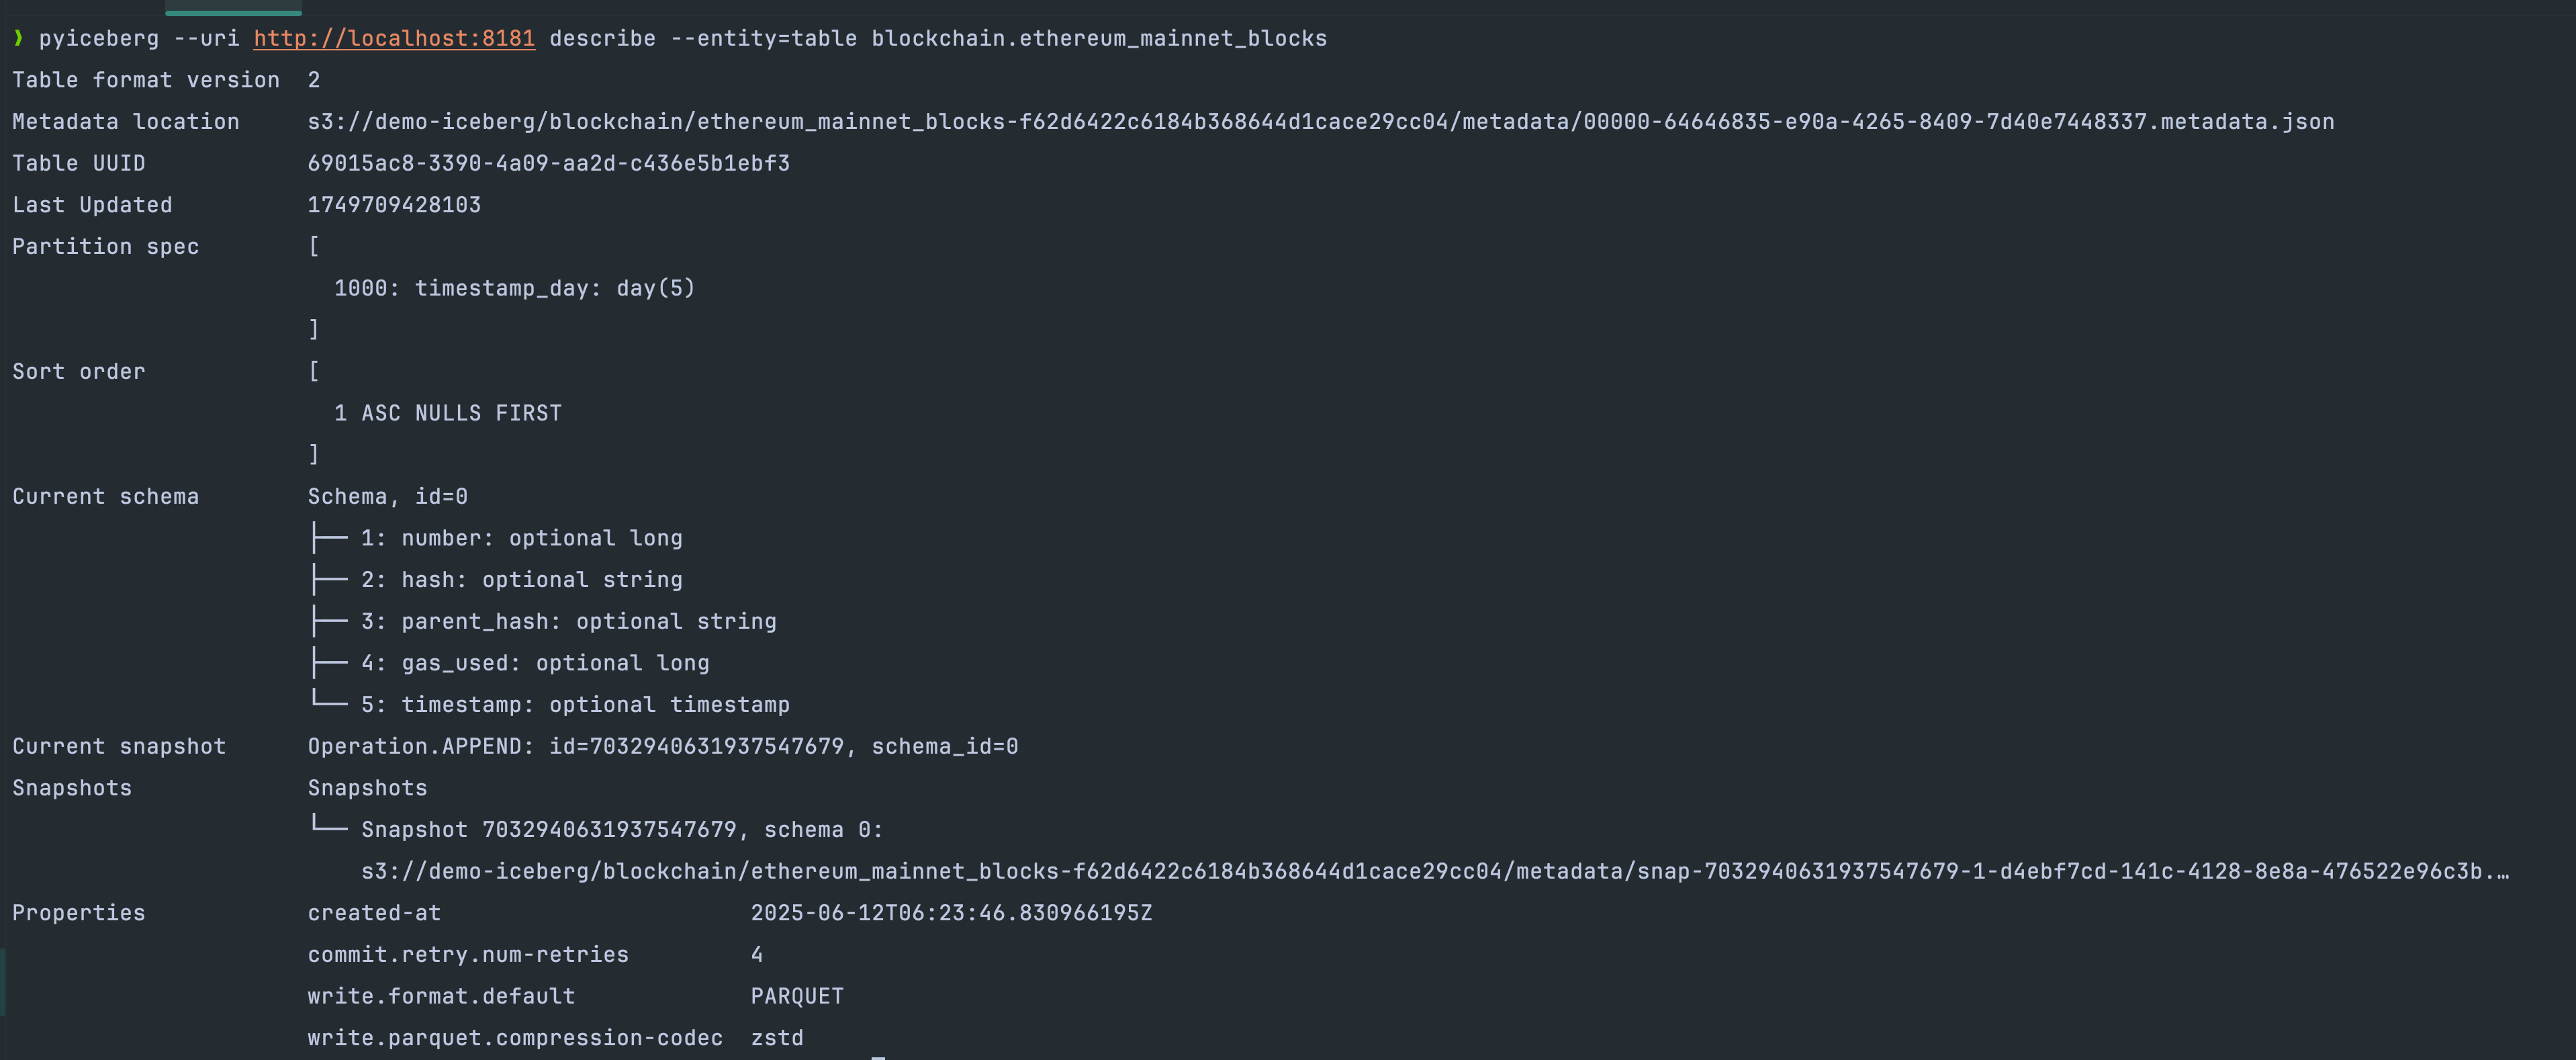 ❯ pyiceberg --uri http://localhost:8181 describe --entity=table blockchain.ethereum_mainnet_blocks
Table format version  2
Metadata location     s3://demo-iceberg/blockchain/ethereum_mainnet_blocks-f62d6422c6184b368644d1cace29cc04/metadata/00000-64646835-e90a-4265-8409-7d40e7448337.metadata.json
Table UUID            69015ac8-3390-4a09-aa2d-c436e5b1ebf3
Last Updated          1749709428103
Partition spec        [
                        1000: timestamp_day: day(5)
                      ]
Sort order            [
                        1 ASC NULLS FIRST
                      ]
Current schema        Schema, id=0
                      ├── 1: number: optional long
                      ├── 2: hash: optional string
                      ├── 3: parent_hash: optional string
                      ├── 4: gas_used: optional long
                      └── 5: timestamp: optional timestamp
Current snapshot      Operation.APPEND: id=7032940631937547679, schema_id=0
Snapshots             Snapshots
                      └── Snapshot 7032940631937547679, schema 0:
                          s3://demo-iceberg/blockchain/ethereum_mainnet_blocks-f62d6422c6184b368644d1cace29cc04/metadata/snap-7032940631937547679-1-d4ebf7cd-141c-4128-8e8a-476522e96c3b.…
Properties            created-at                       2025-06-12T06:23:46.830966195Z
                      commit.retry.num-retries         4
                      write.format.default             PARQUET
                      write.parquet.compression-codec  zstd